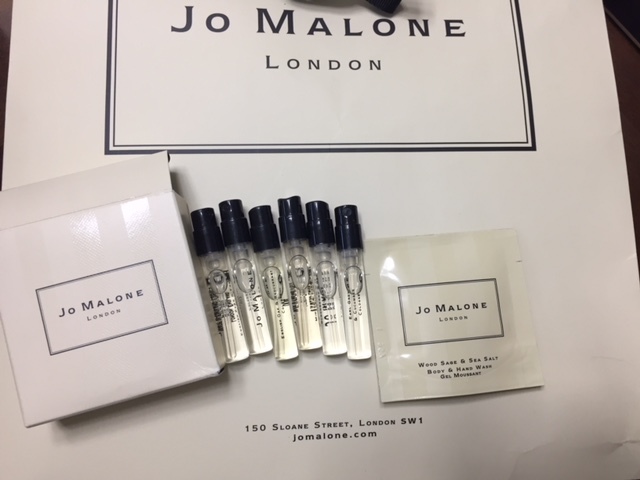 Jo Malone
London
Jo Malone
London
Jo Malone
London
Wood Sage & Sea Salt
Body & Hand Wash
Gel Moussant
150 Sloane Street, London SW1
Jomalone.com